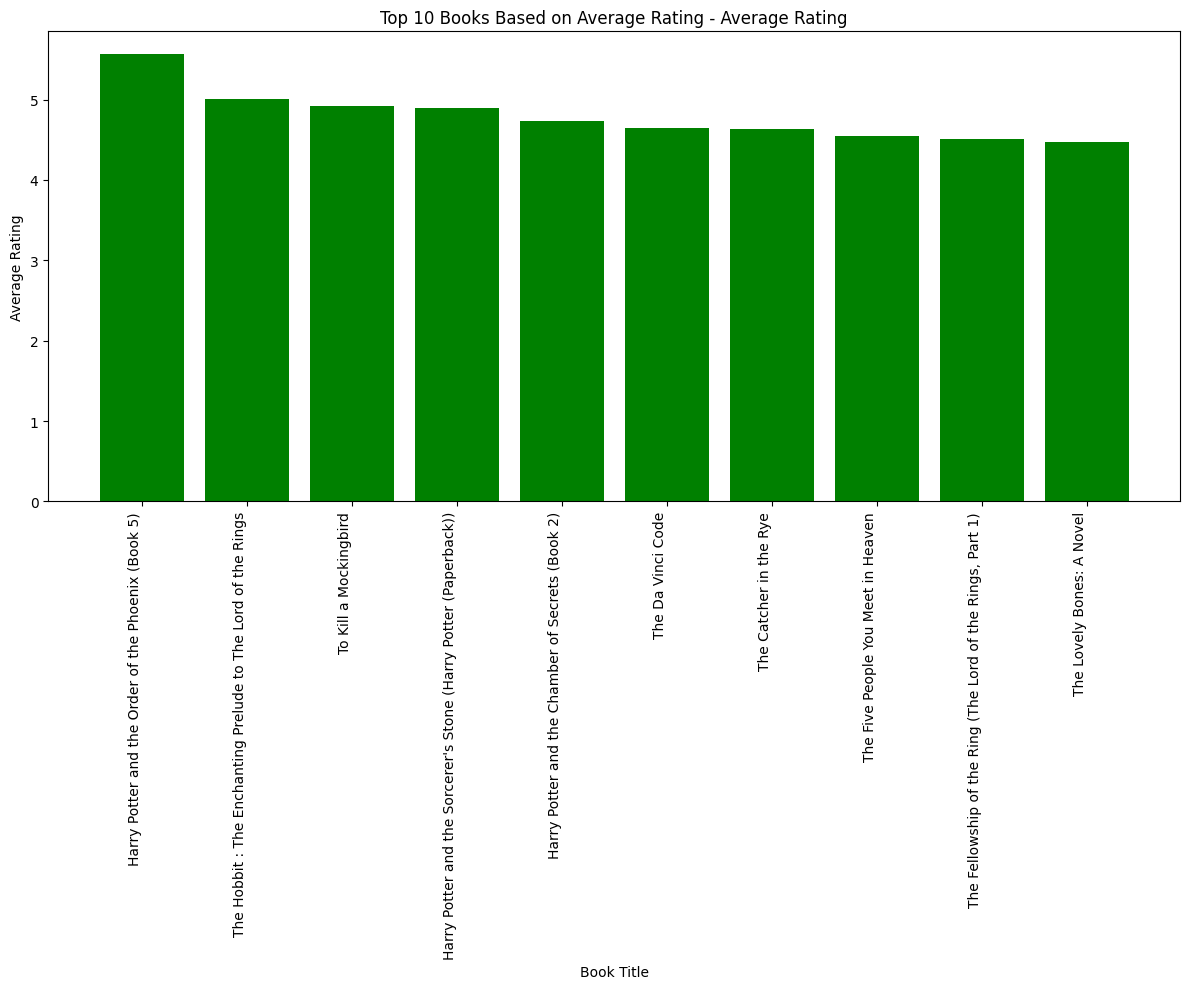 Top 10 Books Based on Average Rating - Average Rating
Average Rating
5
4
3
2
1
0
Harry Potter and the Order of the Phoenix (Book 5)
The Hobbit : The Enchanting Prelude to The Lord of the Rings
To Kill a Mockingbird
Harry Potter and the Sorcerer's Stone (Harry Potter (Paperback))
Harry Potter and the Chamber of Secrets (Book 2)
The Da Vinci Code
The Catcher in the Rye
The Five People You Meet in Heaven
The Fellowship of the Ring (The Lord of the Rings, Part 1)
The Lovely Bones: A Novel
Book Title